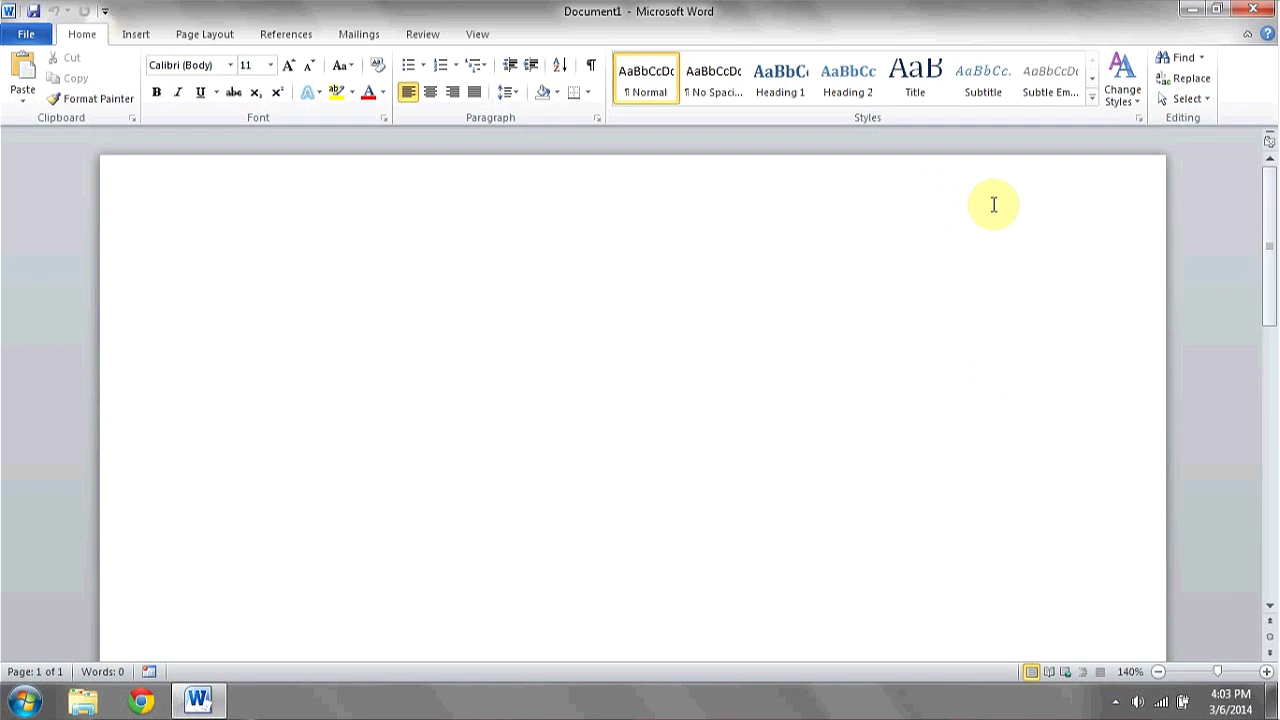 Document1 - Microsoft Word
File Home Insert Page Layout References Mailings Review View
Paste
Cut
Copy
Format Painter
Clipboard
Calibri (Body) 11
Font
Paragraph
AaBbCcDc AaBbCcDc AaBbC AaBbCc AaB AaBbCc. AaBbCcDc
¶ Normal ¶ No Spaci... Heading 1 Heading 2 Title Subtitle Subtle Em...
Change
Styles
Styles
Find
Replace
Select
Editing
Page: 1 of 1 Words: 0 140%
4:03 PM
3/6/2014